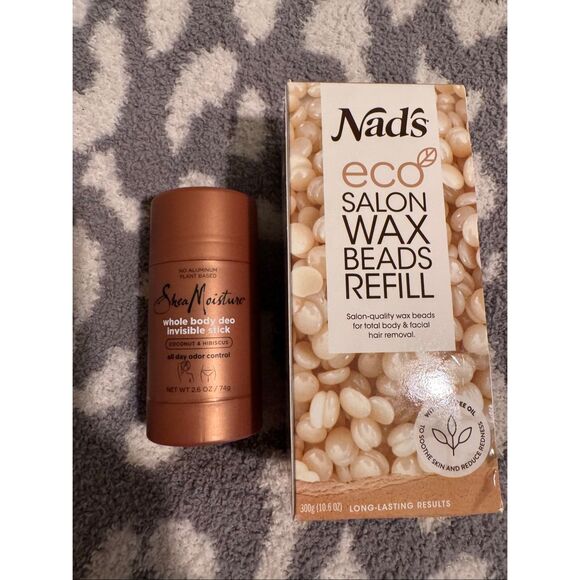 NO ALUMINUM
PLANT BASED
SheaMoisture
whole body deo
invisible stick
COCONUT & HIBISCUS
all day odor control
NET WT 2.6 OZ / 74g
Nad's
eco
SALON
WAX
BEADS
REFILL
Salon-quality wax beads
for total body & facial
hair removal.
OIL
TO SOOTHE SKIN AND REDUCE REDNESS
300g (10.6 OZ) LONG-LASTING RESULTS